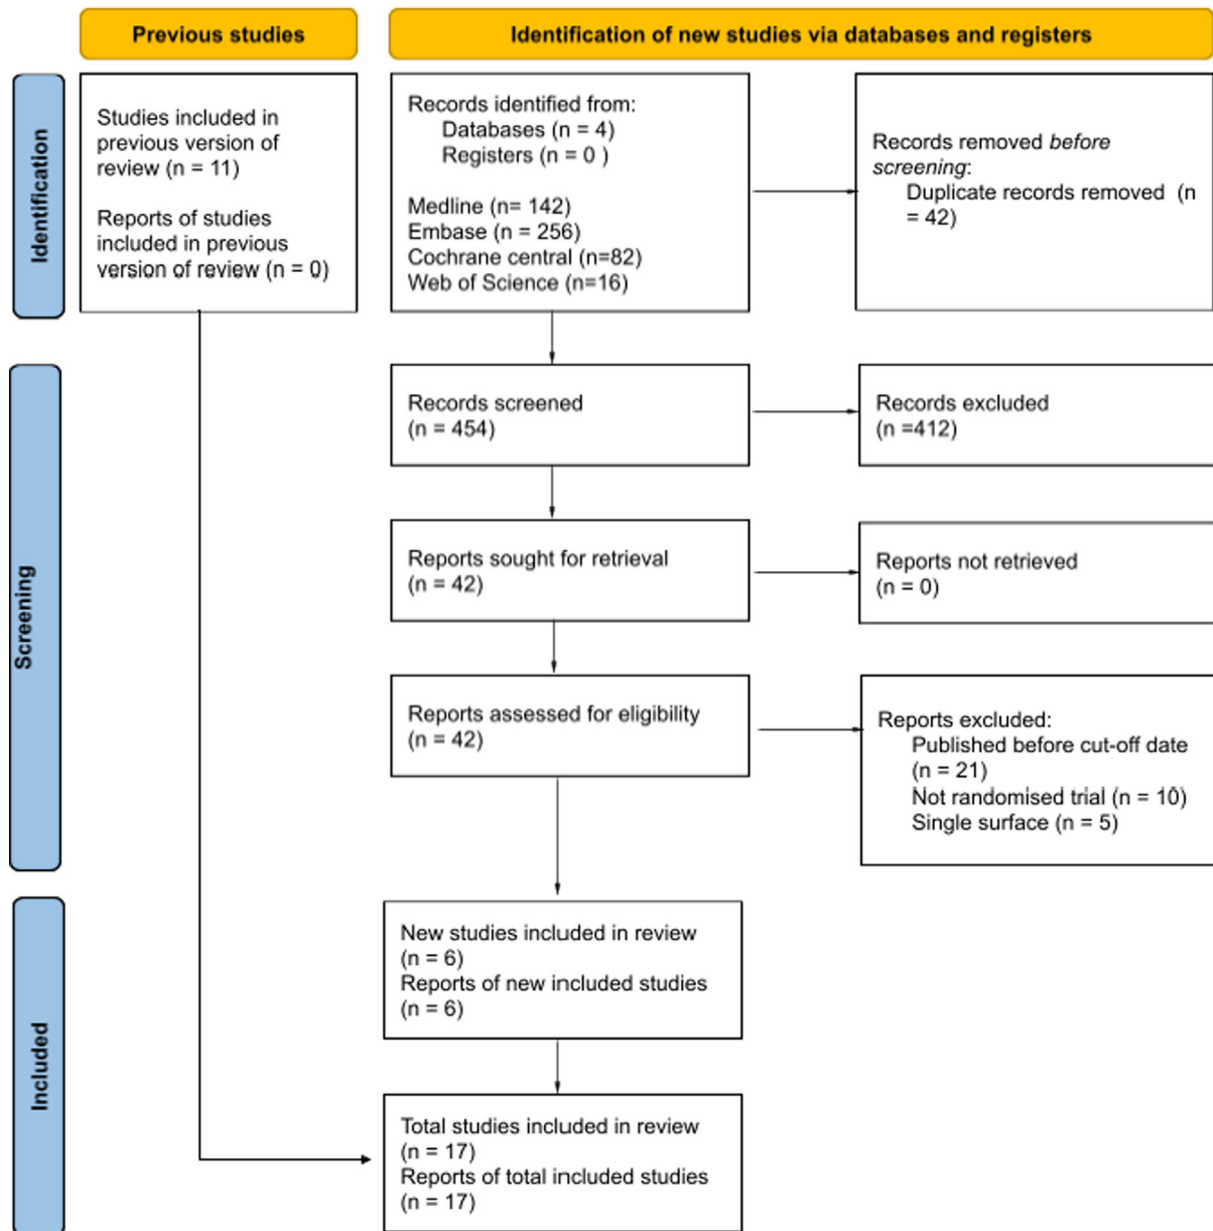 Previous studies
Identification of new studies via databases and registers
Identification
Studies included in
previous version of
review (n = 11)
Reports of studies
included in previous
version of review (n = 0)
Records identified from:
Databases (n = 4)
Registers (n = 0 )
Medline (n= 142)
Embase (n = 256)
Cochrane central (n=82)
Web of Science (n=16)
Records removed before
screening:
Duplicate records removed (n
= 42)
Screening
Records screened
(n = 454)
Records excluded
(n =412)
Reports sought for retrieval
(n = 42)
Reports not retrieved
(n = 0)
Reports assessed for eligibility
(n = 42)
Reports excluded:
Published before cut-off date
(n = 21)
Not randomised trial (n = 10)
Single surface (n = 5)
Included
New studies included in review
(n = 6)
Reports of new included studies
(n = 6)
Total studies included in review
(n = 17)
Reports of total included studies
(n = 17)